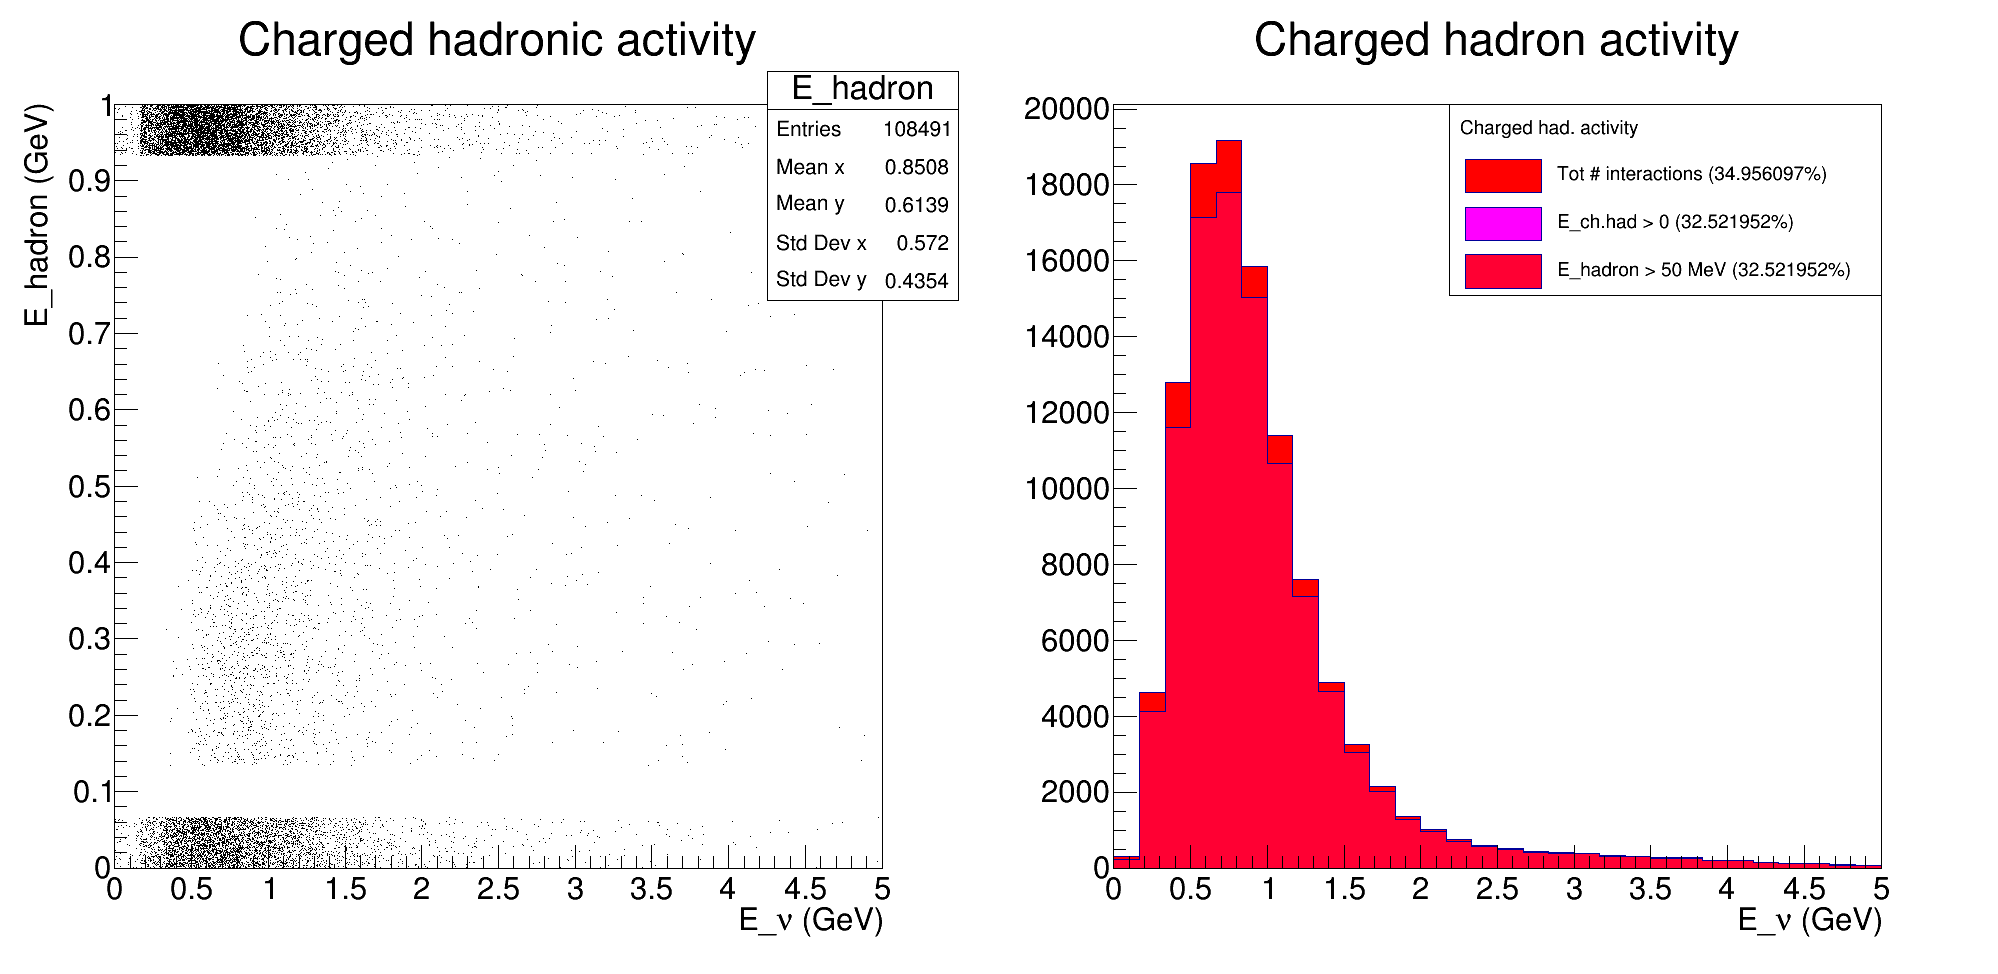 Charged hadronic activity
E_hadron (GeV)
E_hadron
Entries 108491
Mean x 0.8508
Mean y 0.6139
Std Dev x 0.572
Std Dev y 0.4354
1
0.9
0.8
0.7
0.6
0.5
0.4
0.3
0.2
0.1
0
0 0.5 1 1.5 2 2.5 3 3.5 4 4.5 5
E_ν (GeV)
Charged hadron activity
Charged had. activity
Tot # interactions (34.956097%)
E_ch.had > 0 (32.521952%)
E_hadron > 50 MeV (32.521952%)
20000
18000
16000
14000
12000
10000
8000
6000
4000
2000
0
0 0.5 1 1.5 2 2.5 3 3.5 4 4.5 5
E_ν (GeV)